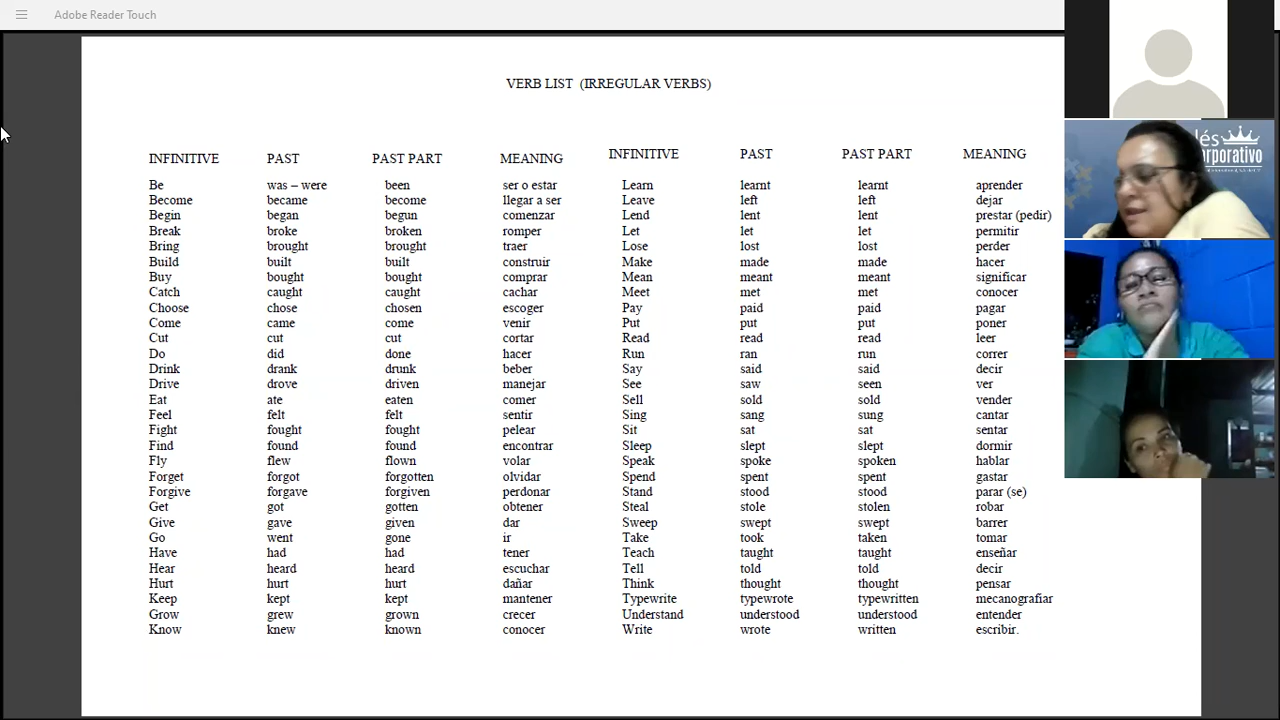 Adobe Reader Touch
VERB LIST (IRREGULAR VERBS)
INFINITIVE PAST PAST PART MEANING
Be was – were been ser o estar
Become became become llegar a ser
Begin began begun comenzar
Break broke broken romper
Bring brought brought traer
Build built built construir
Buy bought bought comprar
Catch caught caught cachar
Choose chose chosen escoger
Come came come venir
Cut cut cut cortar
Do did done hacer
Drink drank drunk beber
Drive drove driven manejar
Eat ate eaten comer
Feel felt felt sentir
Fight fought fought pelear
Find found found encontrar
Fly flew flown volar
Forget forgot forgotten olvidar
Forgive forgave forgiven perdonar
Get got gotten obtener
Give gave given dar
Go went gone ir
Have had had tener
Hear heard heard escuchar
Hurt hurt hurt dañar
Keep kept kept mantener
Grow grew grown crecer
Know knew known conocer
INFINITIVE PAST PAST PART MEANING
Learn learnt learnt aprender
Leave left left dejar
Lend lent lent prestar (pedir)
Let let let permitir
Lose lost lost perder
Make made made hacer
Mean meant meant significar
Meet met met conocer
Pay paid paid pagar
Put put put poner
Read read read leer
Run ran run correr
Say said said decir
See saw seen ver
Sell sold sold vender
Sing sang sung cantar
Sit sat sat sentar
Sleep slept slept dormir
Speak spoke spoken hablar
Spend spent spent gastar
Stand stood stood parar (se)
Steal stole stolen robar
Sweep swept swept barrer
Take took taken tomar
Teach taught taught enseñar
Tell told told decir
Think thought thought pensar
Typewrite typewrote typewritten mecanografiar
Understand understood understood entender
Write wrote written escribir.
lés
orporativo